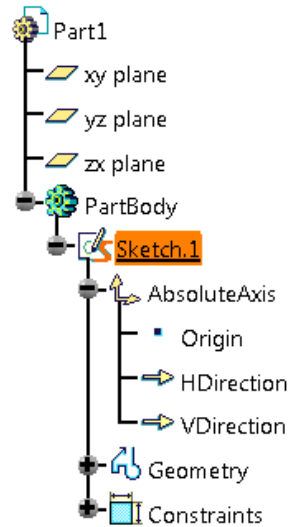 Part1
xy plane
yz plane
zx plane
PartBody
Sketch.1
AbsoluteAxis
Origin
HDirection
VDirection
Geometry
Constraints